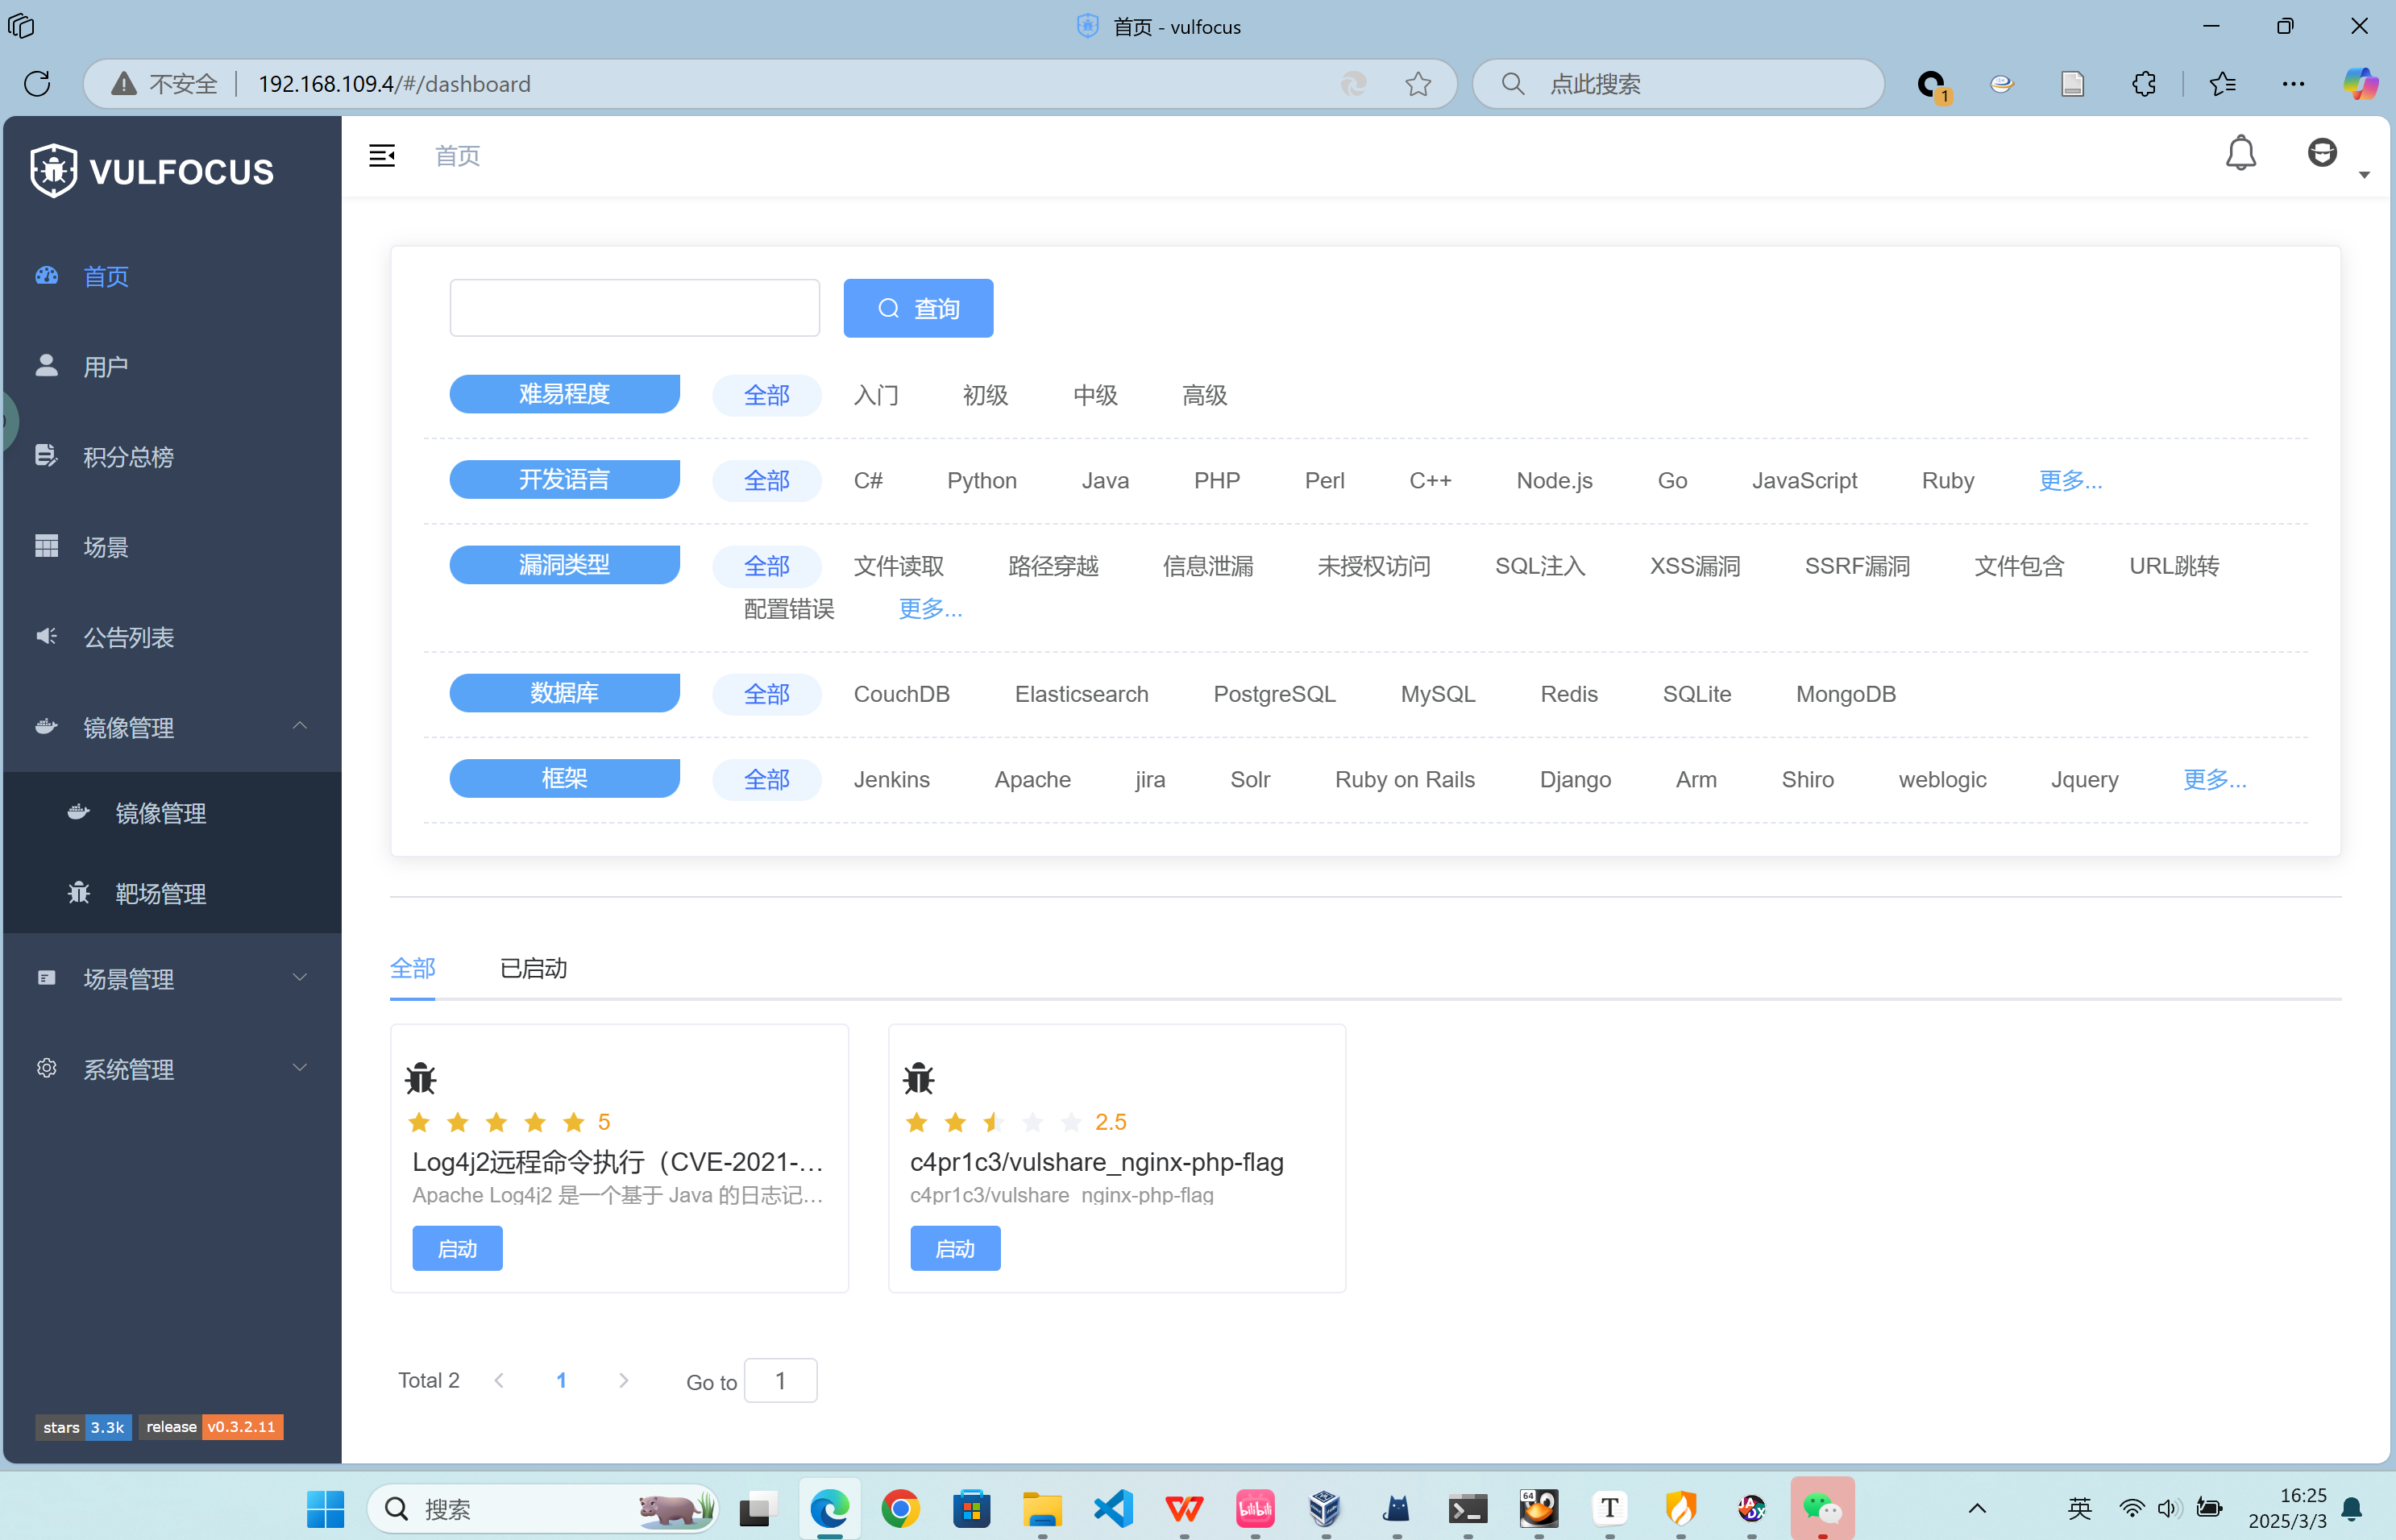 首页 - vulfocus
不安全 192.168.109.4/#/dashboard 点此搜索 1
VULFOCUS 首页
首页
用户
积分总榜
场景
公告列表
镜像管理
镜像管理
靶场管理
场景管理
系统管理
stars 3.3k release v0.3.2.11
查询
难易程度 全部 入门 初级 中级 高级
开发语言 全部 C# Python Java PHP Perl C++ Node.js Go JavaScript Ruby 更多...
漏洞类型 全部 文件读取 路径穿越 信息泄漏 未授权访问 SQL注入 XSS漏洞 SSRF漏洞 文件包含 URL跳转
配置错误 更多...
数据库 全部 CouchDB Elasticsearch PostgreSQL MySQL Redis SQLite MongoDB
框架 全部 Jenkins Apache jira Solr Ruby on Rails Django Arm Shiro weblogic Jquery 更多...
全部 已启动
5
Log4j2远程命令执行（CVE-2021-...
Apache Log4j2 是一个基于 Java 的日志记...
启动
2.5
c4pr1c3/vulshare_nginx-php-flag
c4pr1c3/vulshare_nginx-php-flag
启动
Total 2 1 Go to 1
搜索 bilibili 64 T 英 16:25
2025/3/3